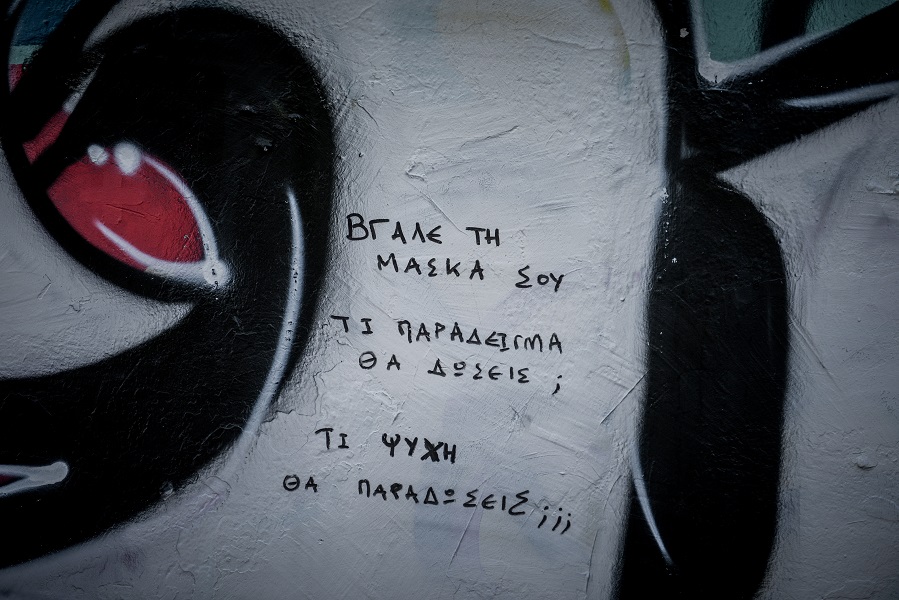 ΒΓΑΛΕ ΤΗ
ΜΑΣΚΑ ΣΟΥ
ΤΙ ΠΑΡΑΔΕΙΓΜΑ
ΘΑ ΔΩΣΕΙΣ ;
ΤΙ ΨΥΧΗ
ΘΑ ΠΑΡΑΔΩΣΕΙΣ ;;;